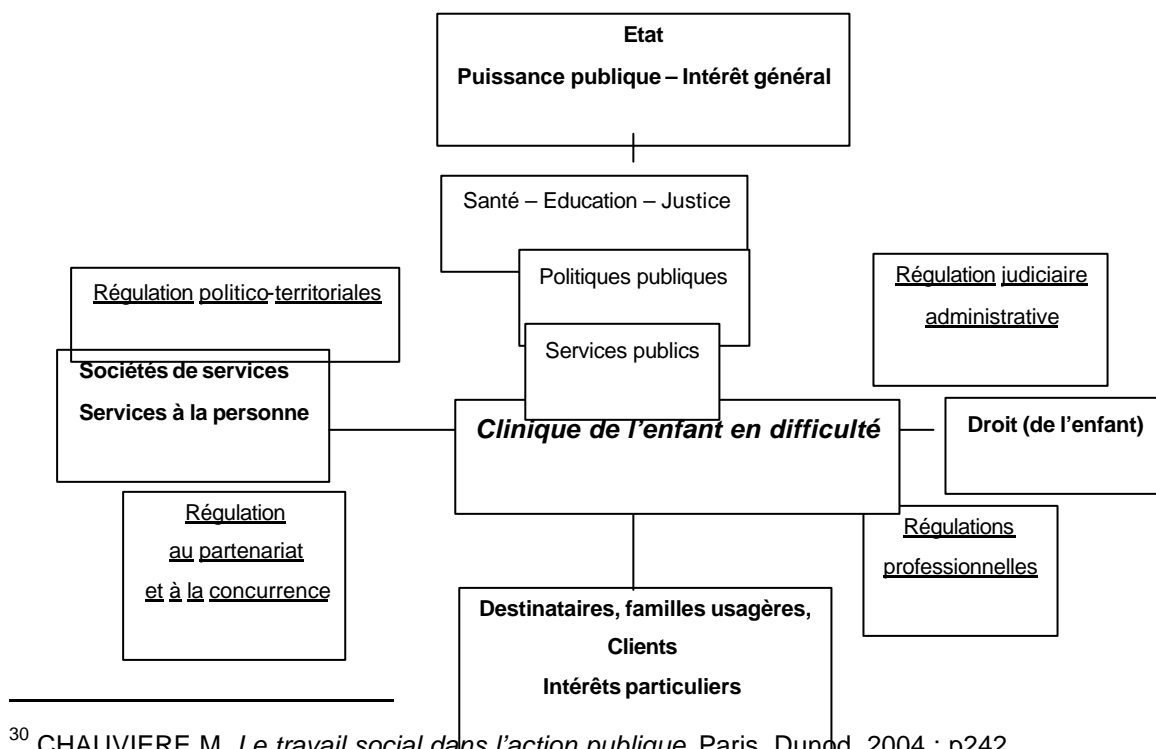 Etat
Puissance publique – Intérêt général
Santé – Education – Justice
Politiques publiques
Services publics
Régulation politico-territoriales
Régulation judiciaire
administrative
Sociétés de services
Services à la personne
Clinique de l’enfant en difficulté
Droit (de l’enfant)
Régulation
au partenariat
et à la concurrence
Régulations
professionnelles
Destinataires, familles usagères,
Clients
Intérêts particuliers
30 CHAUVIERE M. Le travail social dans l’action publique. Paris, Dunod, 2004 ; p242